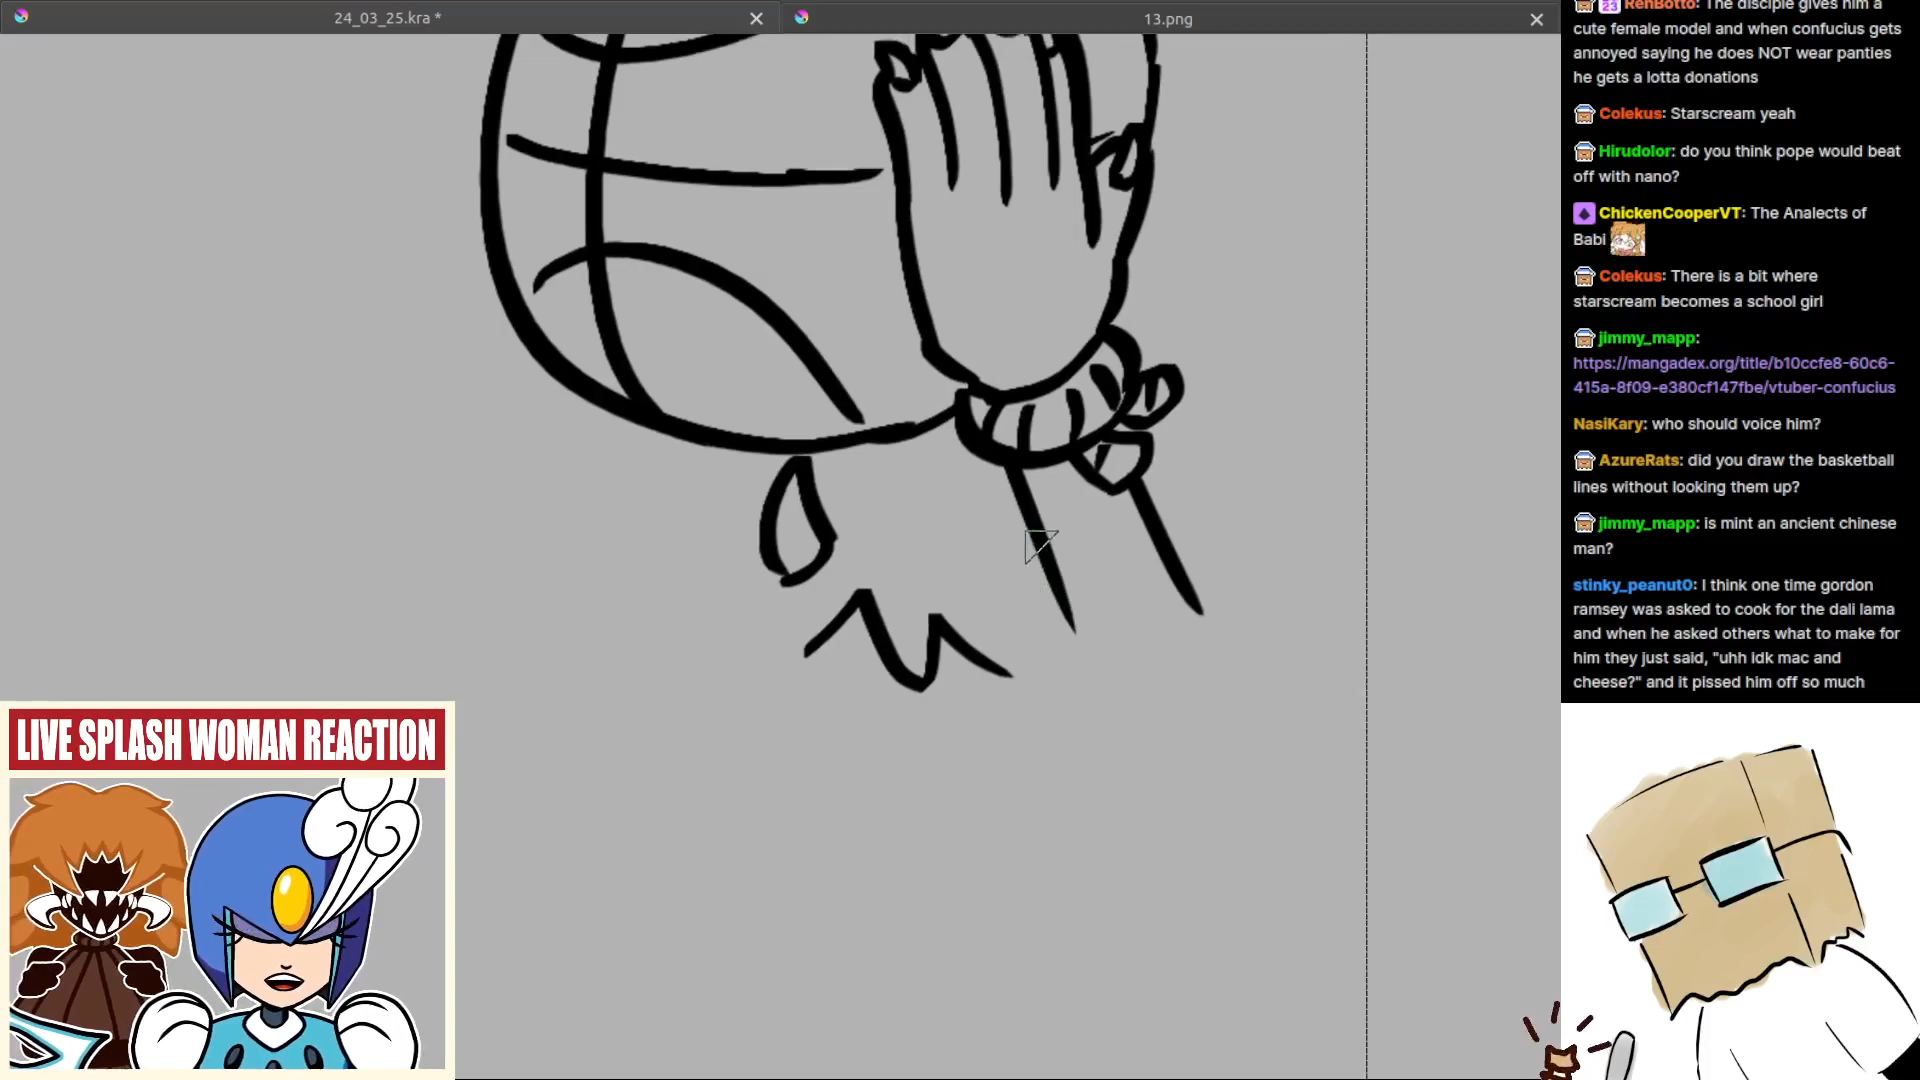 24_03_25.kra *
13.png
23 RenBotto: The disciple gives him a
cute female model and when confucius gets
annoyed saying he does NOT wear panties
he gets a lotta donations
Colekus: Starscream yeah
Hirudolor: do you think pope would beat
off with nano?
ChickenCooperVT: The Analects of
Babi
Colekus: There is a bit where
starscream becomes a school girl
jimmy_mapp:
https://mangadex.org/title/b10ccfe8-60c6-
415a-8f09-e380cf147fbe/vtuber-confucius
NasiKary: who should voice him?
AzureRats: did you draw the basketball
lines without looking them up?
jimmy_mapp: is mint an ancient chinese
man?
stinky_peanut0: I think one time gordon
ramsey was asked to cook for the dali lama
and when he asked others what to make for
him they just said, "uhh idk mac and
cheese?" and it pissed him off so much
LIVE SPLASH WOMAN REACTION